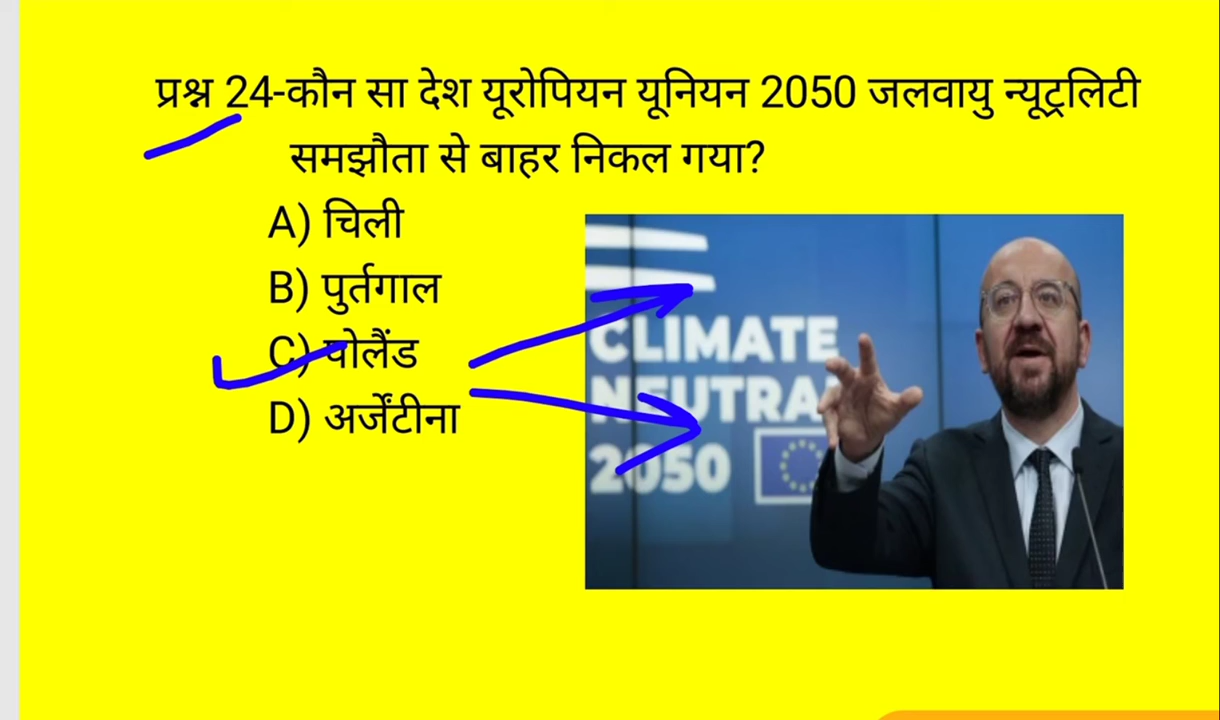 प्रश्न 24-कौन सा देश यूरोपियन यूनियन 2050 जलवायु न्यूट्रलिटी
समझौता से बाहर निकल गया?
A) चिली
B) पुर्तगाल
C) पोलैंड
D) अर्जेंटीना
CLIMATE
NEUTRA
2050